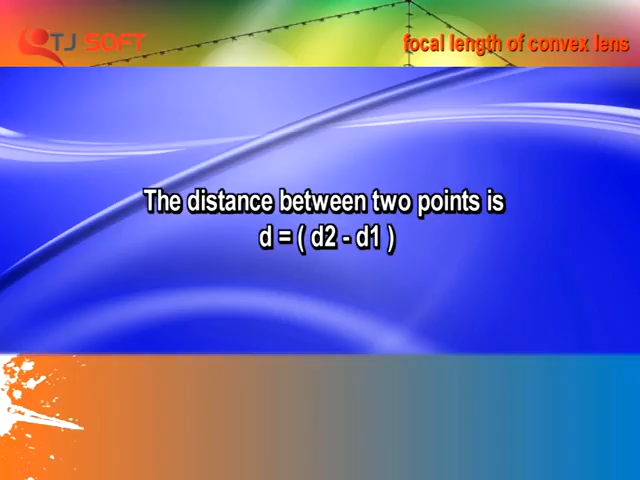 TJ SOFT
focal length of convex lens
The distance between two points is
d = ( d2 - d1 )